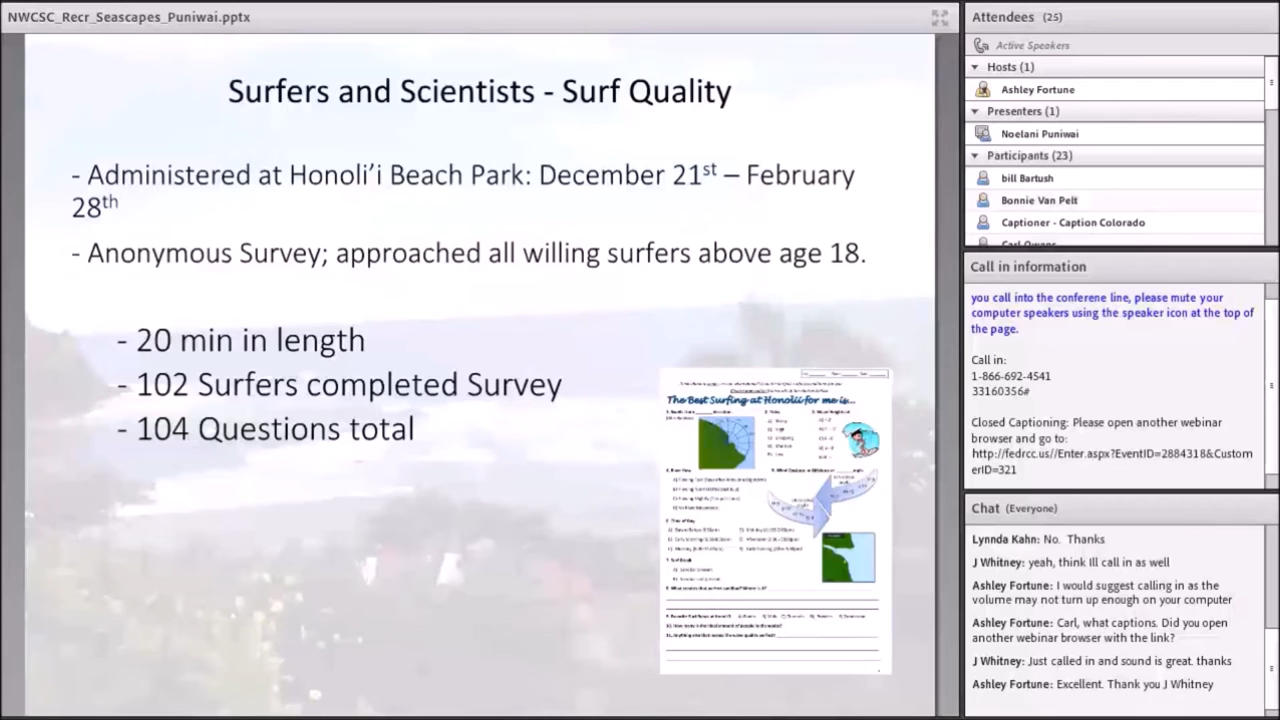 NWCSC_Recr_Seascapes_Puniwai.pptx
Surfers and Scientists - Surf Quality
- Administered at Honoli’i Beach Park: December 21st – February
28th
- Anonymous Survey; approached all willing surfers above age 18.
- 20 min in length
- 102 Surfers completed Survey
- 104 Questions total
The Best Surfing at Honolii for me is...
Attendees (25)
Active Speakers
Hosts (1)
Ashley Fortune
Presenters (1)
Noelani Puniwai
Participants (23)
bill Bartush
Bonnie Van Pelt
Captioner - Caption Colorado
Call in information
you call into the conferene line, please mute your
computer speakers using the speaker icon at the top of
the page.
Call in:
1-866-692-4541
33160356#
Closed Captioning: Please open another webinar
browser and go to:
http://fedrcc.us//Enter.aspx?EventID=2884318&Custom
erID=321
Chat (Everyone)
Lynnda Kahn: No. Thanks
J Whitney: yeah, think Ill call in as well
Ashley Fortune: I would suggest calling in as the
volume may not turn up enough on your computer
Ashley Fortune: Carl, what captions. Did you open
another webinar browser with the link?
J Whitney: Just called in and sound is great. thanks
Ashley Fortune: Excellent. Thank you J Whitney